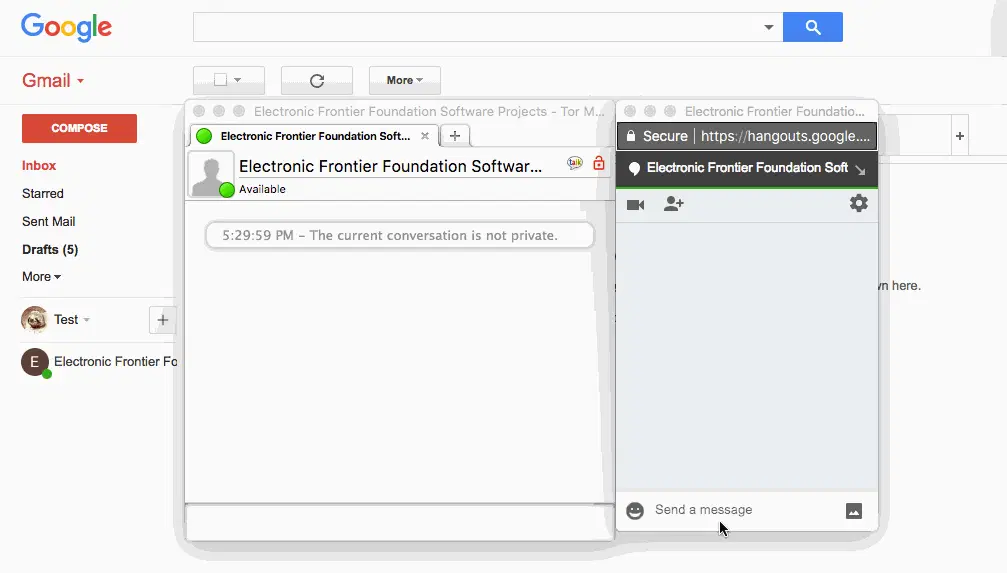 Google
Gmail
More
COMPOSE
Inbox
Starred
Sent Mail
Drafts (5)
More
Test
E
Electronic Frontier Fo
Electronic Frontier Foundation Software Projects - Tor M...
Electronic Frontier Foundation Soft...
Electronic Frontier Foundation Softwar...
talk
Available
5:29:59 PM – The current conversation is not private.
Electronic Frontier Foundatio...
Secure | https://hangouts.google....
Electronic Frontier Foundation Soft
Send a message
vn here.